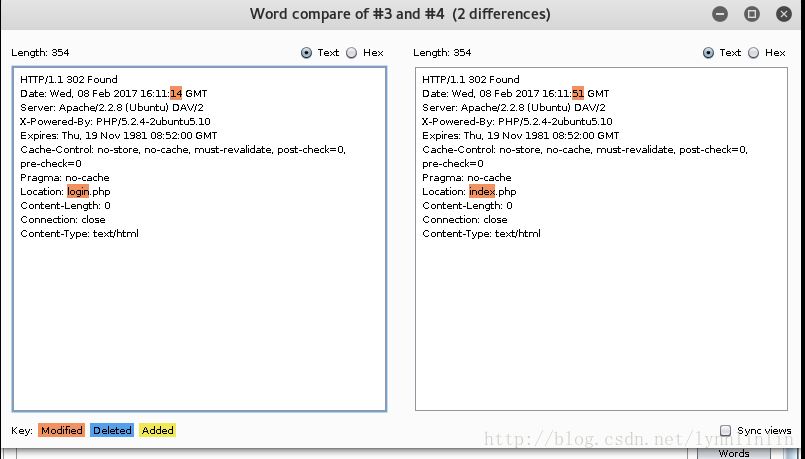 Word compare of #3 and #4 (2 differences)
Length: 354
Text
Hex
HTTP/1.1 302 Found
Date: Wed, 08 Feb 2017 16:11:14 GMT
Server: Apache/2.2.8 (Ubuntu) DAV/2
X-Powered-By: PHP/5.2.4-2ubuntu5.10
Expires: Thu, 19 Nov 1981 08:52:00 GMT
Cache-Control: no-store, no-cache, must-revalidate, post-check=0,
pre-check=0
Pragma: no-cache
Location: login.php
Content-Length: 0
Connection: close
Content-Type: text/html
Length: 354
Text
Hex
HTTP/1.1 302 Found
Date: Wed, 08 Feb 2017 16:11:51 GMT
Server: Apache/2.2.8 (Ubuntu) DAV/2
X-Powered-By: PHP/5.2.4-2ubuntu5.10
Expires: Thu, 19 Nov 1981 08:52:00 GMT
Cache-Control: no-store, no-cache, must-revalidate, post-check=0,
pre-check=0
Pragma: no-cache
Location: index.php
Content-Length: 0
Connection: close
Content-Type: text/html
Key: Modified Deleted Added
Sync views
http://blog.csdn.net/lynnlinlin
Words